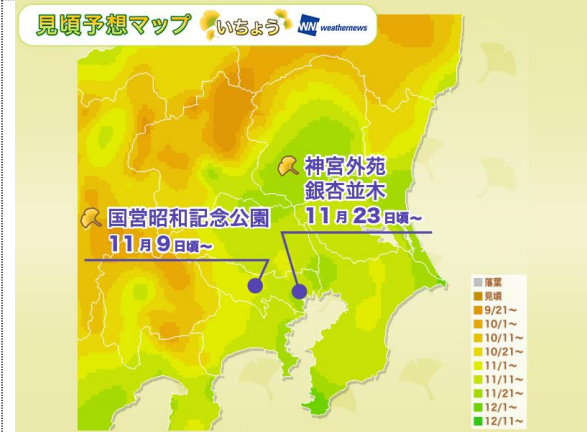 見頃予想マップ いちょう WN weathernews
神宮外苑
銀杏並木
11月23日頃~
国営昭和記念公園
11月9日頃~
落葉
見頃
9/21~
10/1~
10/11~
10/21~
11/1~
11/11~
11/21~
12/1~
12/11~